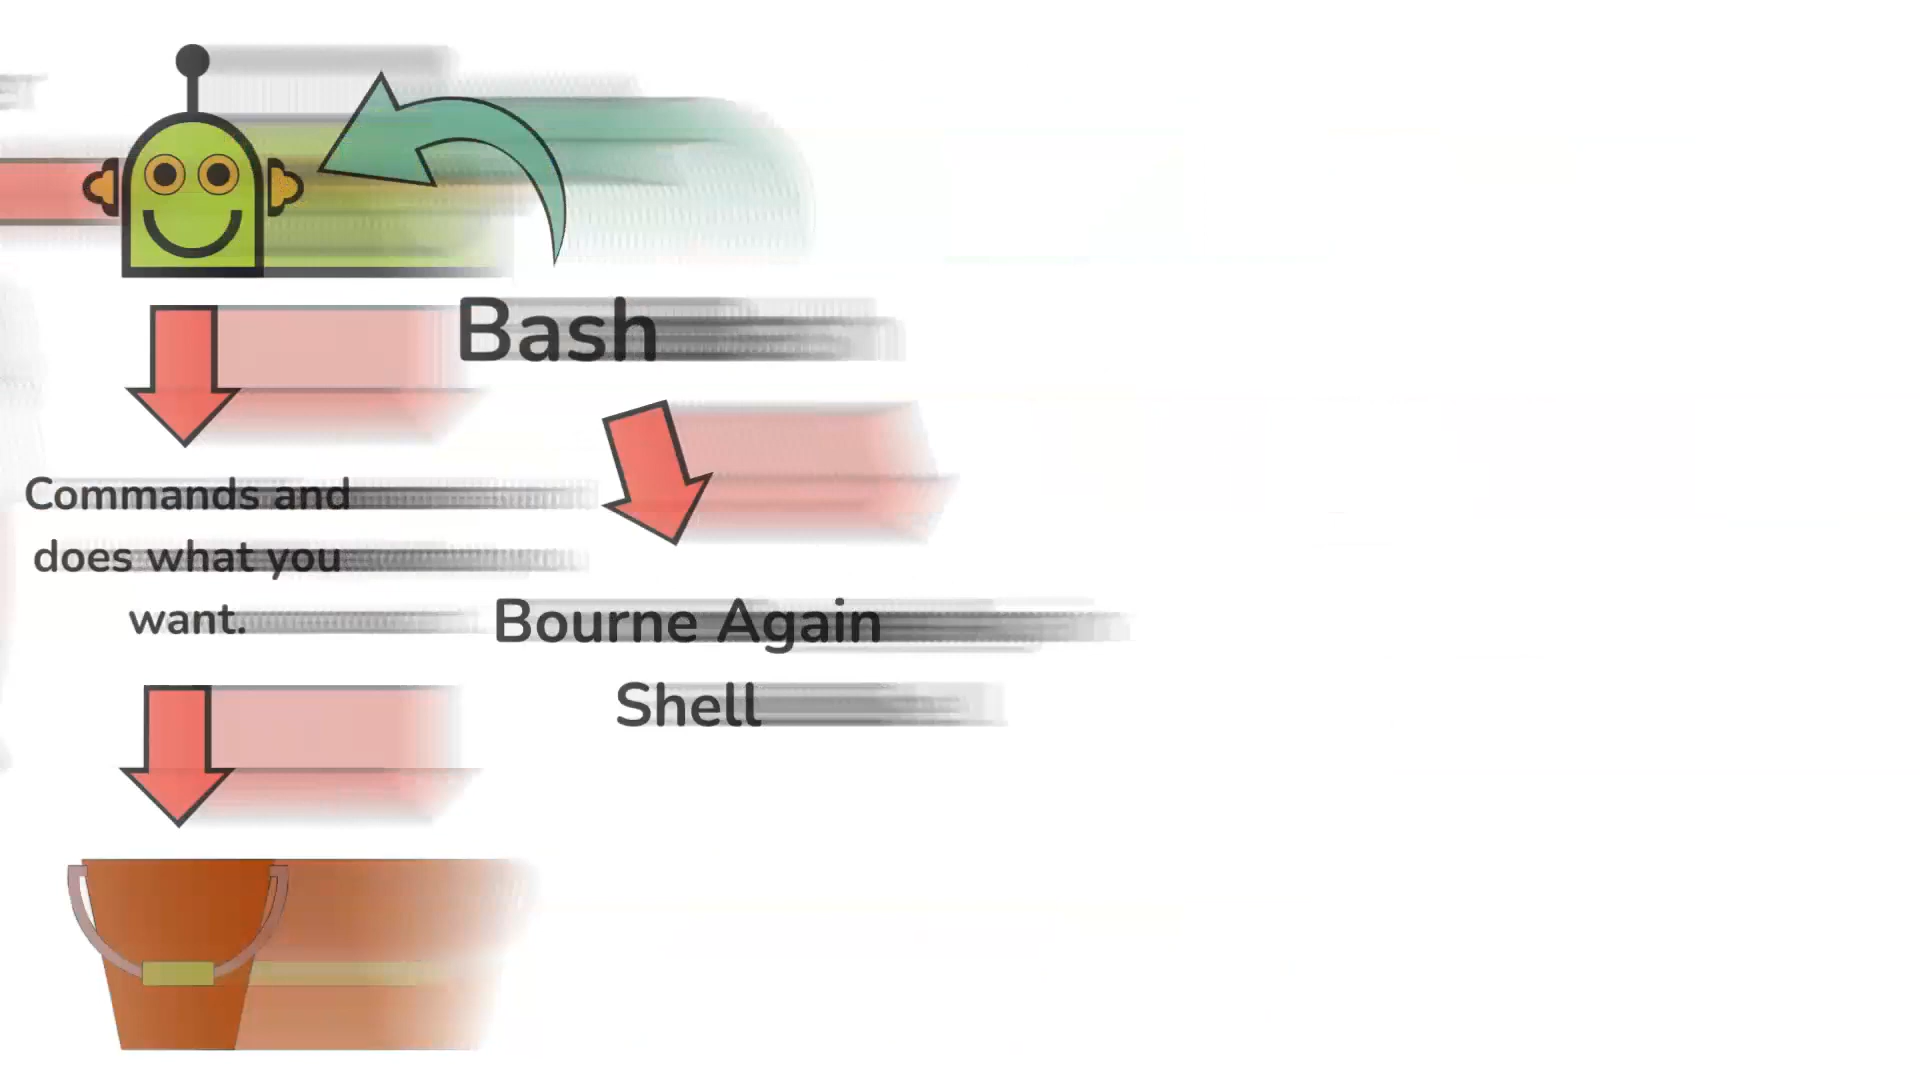 Bash
Commands and
does what you
want.
Bourne Again
Shell